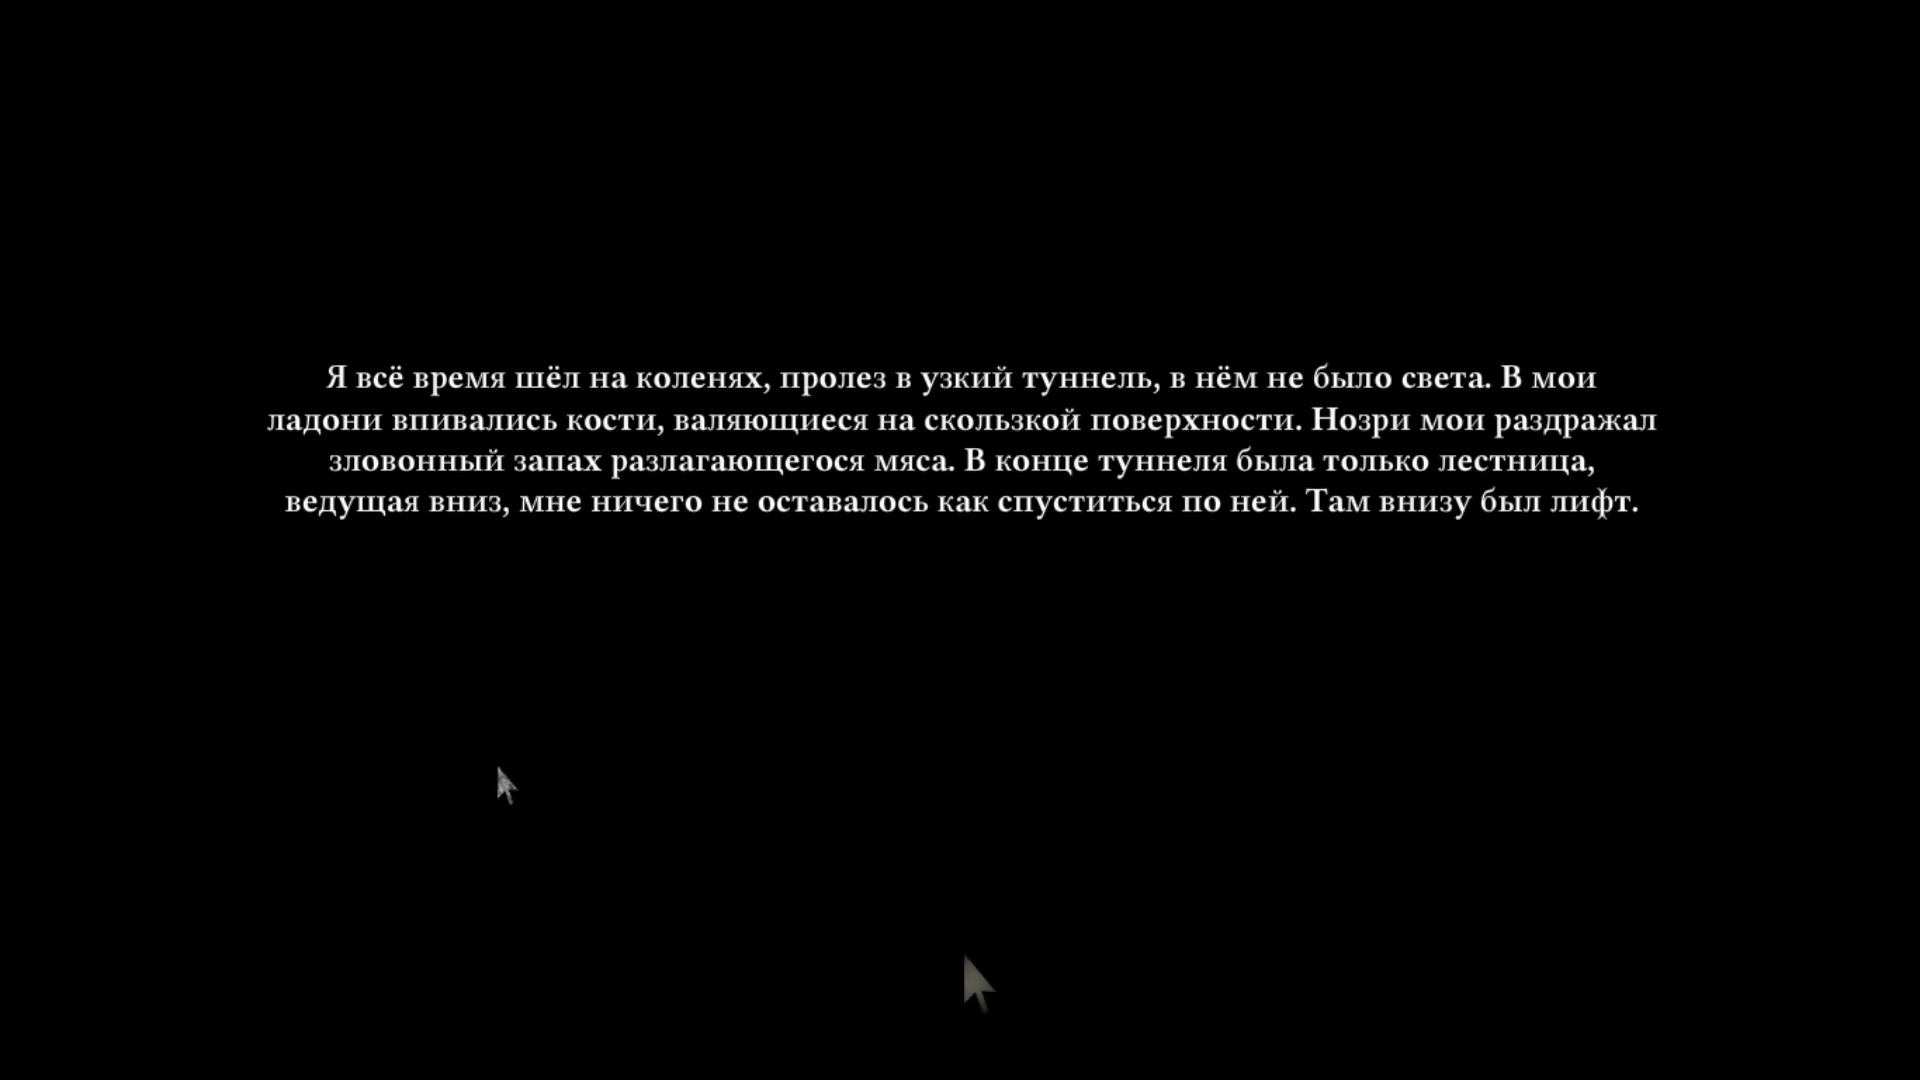 Я всё время шёл на коленях, пролез в узкий туннель, в нём не было света. В мои
ладони впивались кости, валяющиеся на скользкой поверхности. Нозри мои раздражал
зловонный запах разлагающегося мяса. В конце туннеля была только лестница,
ведущая вниз, мне ничего не оставалось как спуститься по ней. Там внизу был лифт.